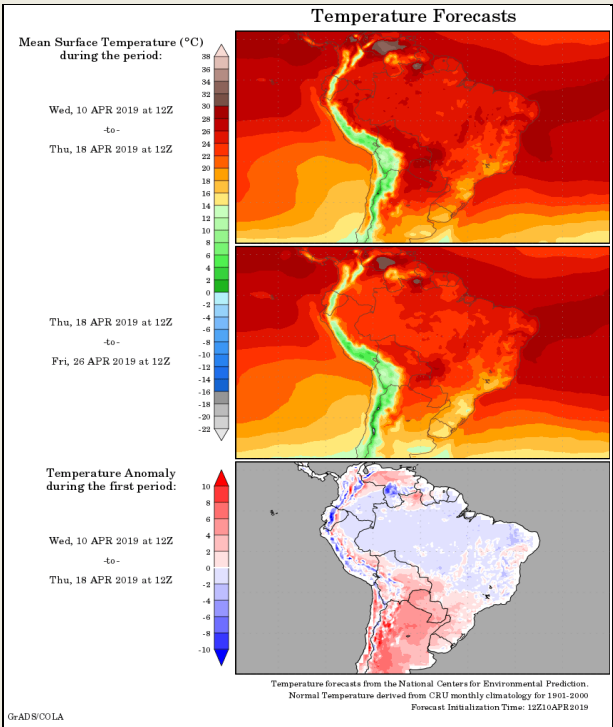 Temperature Forecasts
Mean Surface Temperature (°C)
during the period:
Wed, 10 APR 2019 at 12Z
-to-
Thu, 18 APR 2019 at 12Z
38
36
34
32
30
28
26
24
22
20
18
16
14
12
10
8
6
4
2
0
-2
-4
-6
-8
-10
-12
-14
-16
-18
-20
-22
Thu, 18 APR 2019 at 12Z
-to-
Fri, 26 APR 2019 at 12Z
Temperature Anomaly
during the first period:
Wed, 10 APR 2019 at 12Z
-to-
Thu, 18 APR 2019 at 12Z
10
8
6
4
2
0
-2
-4
-6
-8
-10
Temperature forecasts from the National Centers for Environmental Prediction.
Normal Temperature derived from CRU monthly climatology for 1901-2000
Forecast Initialization Time: 12Z10APR2019
GrADS/COLA